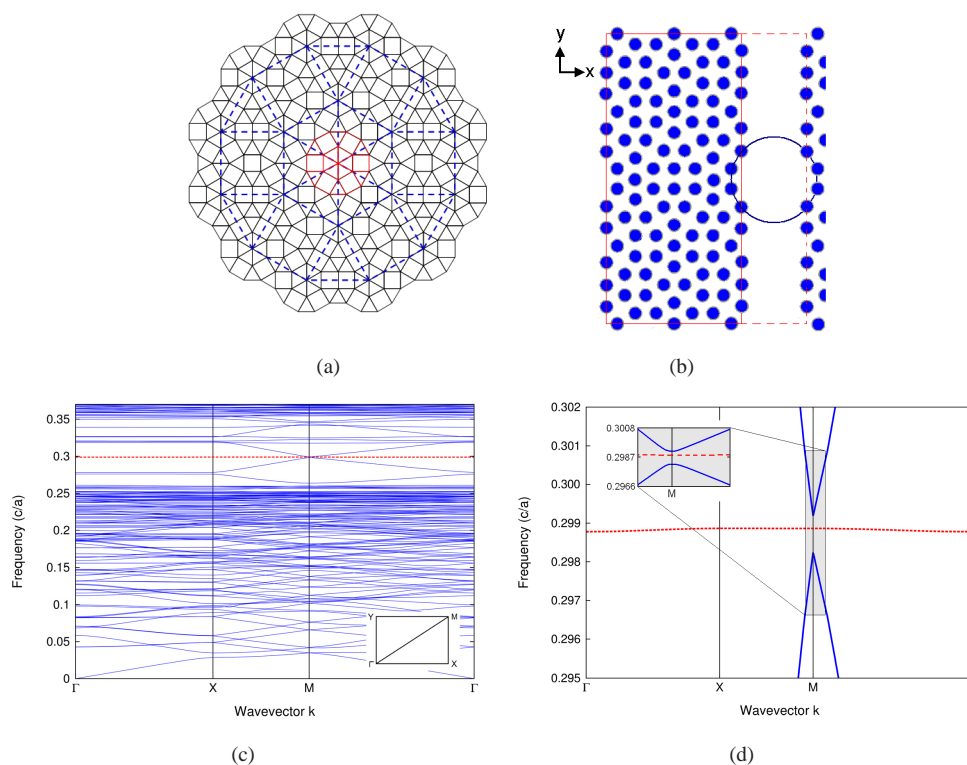 y
x
(a)
(b)
Frequency (c/a)
0.35
0.3
0.25
0.2
0.15
0.1
0.05
0
Y
M
Γ
X
Γ
X
M
Γ
Wavevector k
(c)
Frequency (c/a)
0.302
0.301
0.300
0.299
0.298
0.297
0.296
0.295
0.3008
0.2987
0.2966
M
Γ
X
M
Wavevector k
(d)